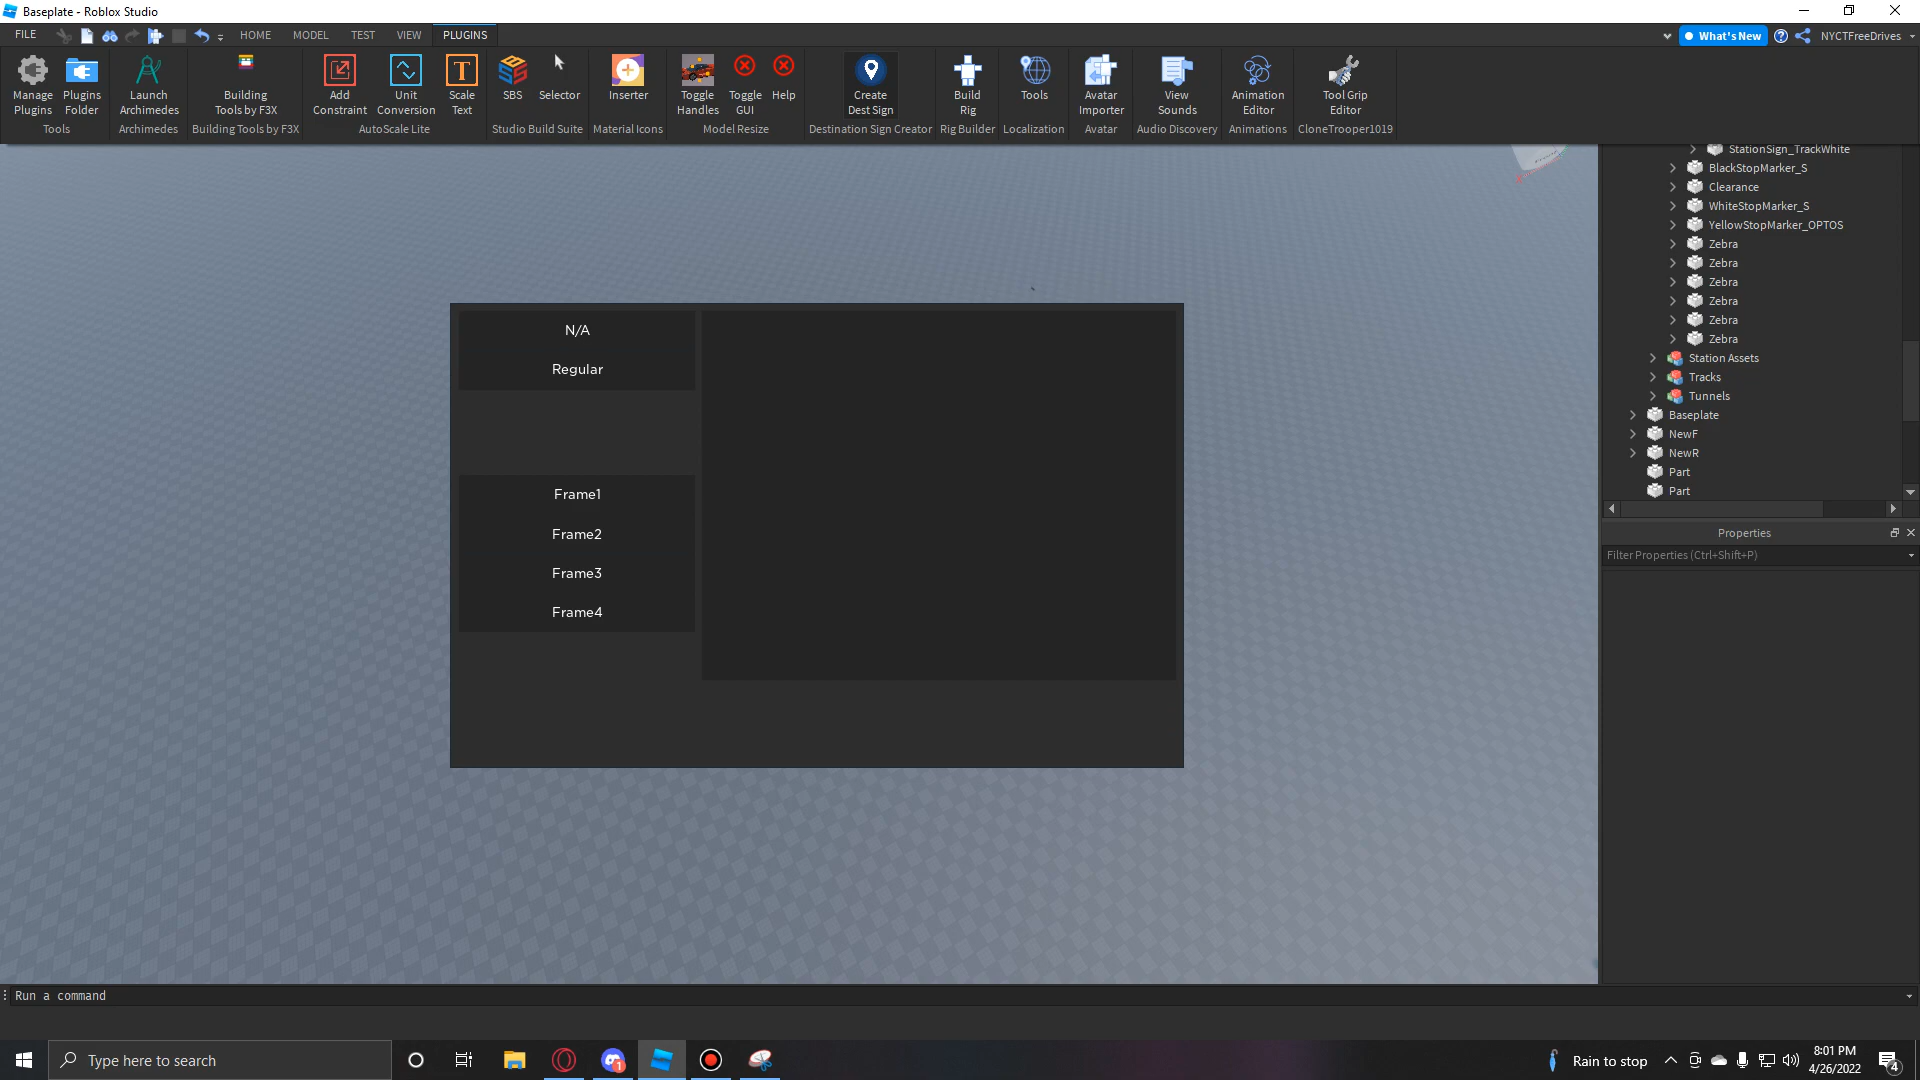 Baseplate - Roblox Studio
FILE
HOME
MODEL
TEST
VIEW
PLUGINS
What's New
NYCTFreeDrives
Manage Plugins
Plugins Folder
Launch Archimedes
Building Tools by F3X
Add Constraint
Unit Conversion
Scale Text
SBS
Selector
Inserter
Toggle Handles
Toggle GUI
Help
Create Dest Sign
Build Rig
Tools
Avatar Importer
View Sounds
Animation Editor
Tool Grip Editor
Tools
Archimedes
Building Tools by F3X
AutoScale Lite
Studio Build Suite
Material Icons
Model Resize
Destination Sign Creator
Rig Builder
Localization
Avatar
Audio Discovery
Animations
CloneTrooper1019
StationSign_TrackWhite
BlackStopMarker_S
Clearance
WhiteStopMarker_S
YellowStopMarker_OPTOS
Zebra
Zebra
Zebra
Zebra
Zebra
Zebra
Station Assets
Tracks
Tunnels
Baseplate
NewF
NewR
Part
Part
Properties
Filter Properties (Ctrl+Shift+P)
N/A
Regular
Frame1
Frame2
Frame3
Frame4
Run a command
Type here to search
1
Rain to stop
8:01 PM
4/26/2022
4